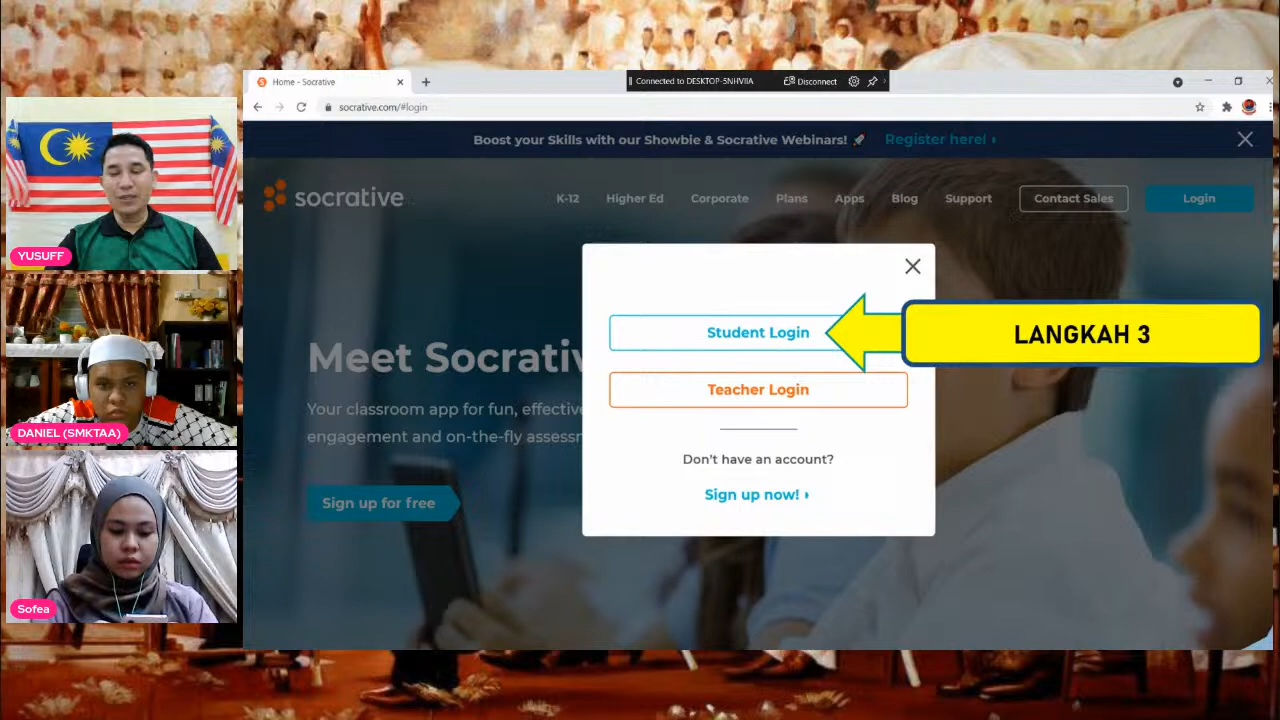 Home - Socrative
Connected to DESKTOP-5NHVIIA
Disconnect
socrative.com/#login
Boost your Skills with our Showbie & Socrative Webinars! 🚀 Register here!
socrative
K-12
Higher Ed
Corporate
Plans
Apps
Blog
Support
Contact Sales
Login
YUSUFF
Student Login
LANGKAH 3
Meet Socrativ
Teacher Login
Your classroom app for fun, effective
engagement and on-the-fly assessm
DANIEL (SMKTAA)
Don't have an account?
Sign up now!
Sign up for free
Sofea